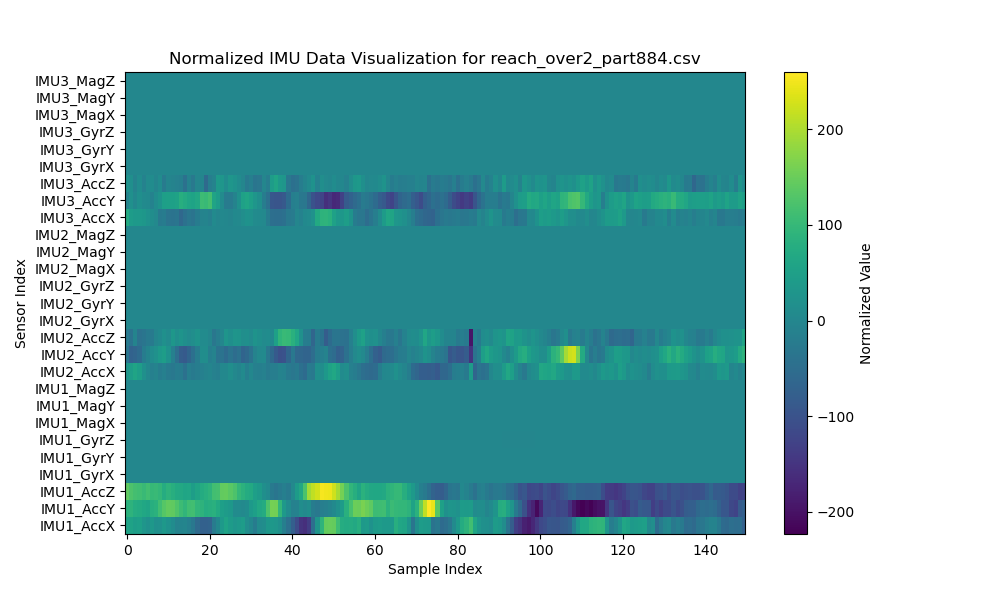 Normalized IMU Data Visualization for reach_over2_part884.csv
IMU3_MagZ
IMU3_MagY
IMU3_MagX
IMU3_GyrZ
IMU3_GyrY
IMU3_GyrX
IMU3_AccZ
IMU3_AccY
IMU3_AccX
IMU2_MagZ
IMU2_MagY
IMU2_MagX
IMU2_GyrZ
IMU2_GyrY
IMU2_GyrX
IMU2_AccZ
IMU2_AccY
IMU2_AccX
IMU1_MagZ
IMU1_MagY
IMU1_MagX
IMU1_GyrZ
IMU1_GyrY
IMU1_GyrX
IMU1_AccZ
IMU1_AccY
IMU1_AccX
Sensor Index
0 20 40 60 80 100 120 140
Sample Index
200
100
0
−100
−200
Normalized Value